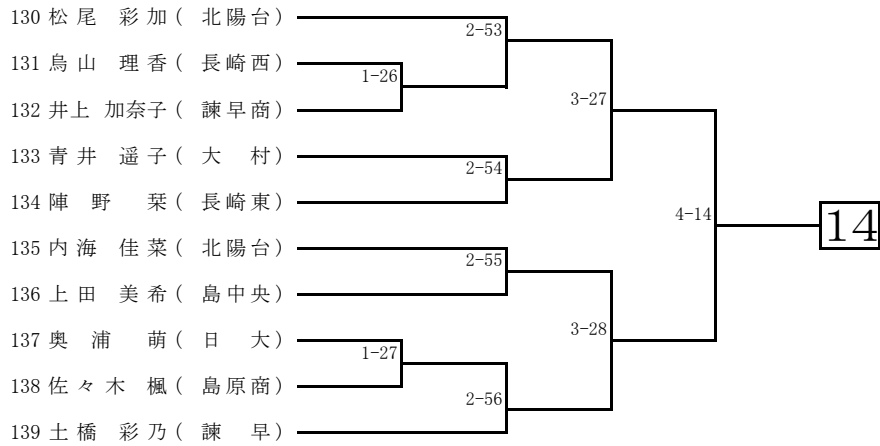 130 松尾 彩加( 北陽台)
2-53
131 烏山 理香( 長崎西)
1-26
132 井上 加奈子( 諫早商)
3-27
133 青井 遥子( 大 村)
2-54
134 陣野 栞( 長崎東)
4-14
14
135 内海 佳菜( 北陽台)
2-55
136 上田 美希( 島中央)
3-28
137 奥浦 萌( 日 大)
1-27
138 佐々木 楓( 島原商)
2-56
139 土橋 彩乃( 諫 早)